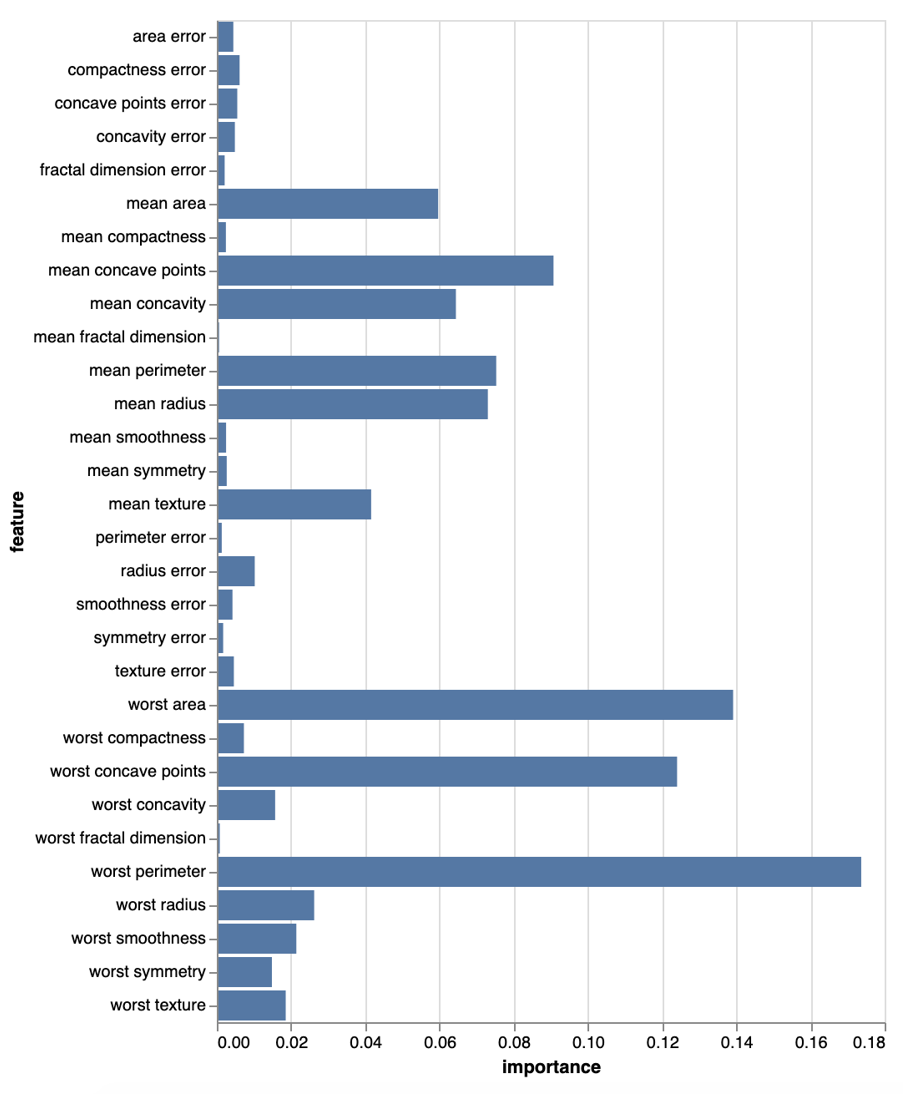 area error
compactness error
concave points error
concavity error
fractal dimension error
mean area
mean compactness
mean concave points
mean concavity
mean fractal dimension
mean perimeter
mean radius
mean smoothness
mean symmetry
mean texture
perimeter error
radius error
smoothness error
symmetry error
texture error
worst area
worst compactness
worst concave points
worst concavity
worst fractal dimension
worst perimeter
worst radius
worst smoothness
worst symmetry
worst texture
feature
0.00 0.02 0.04 0.06 0.08 0.10 0.12 0.14 0.16 0.18
importance